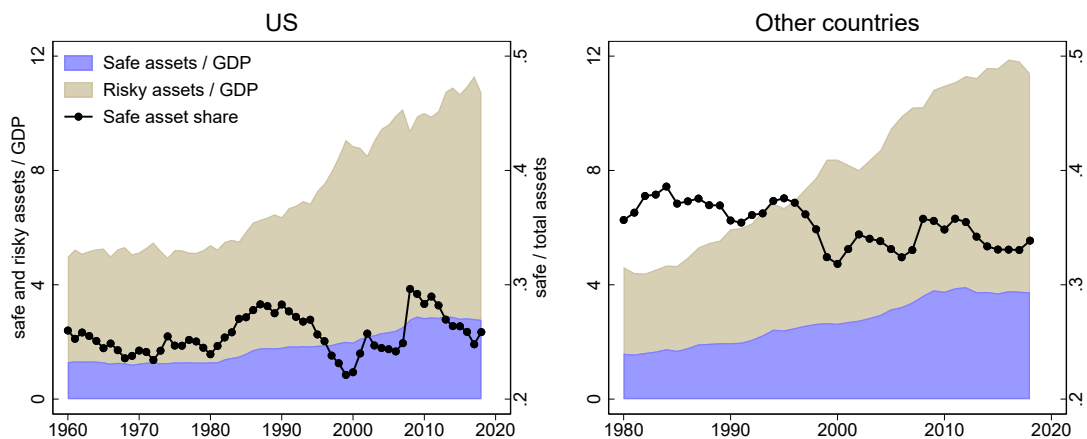 US
Other countries
Safe assets / GDP
Risky assets / GDP
Safe asset share
safe and risky assets / GDP
0
4
8
12
safe / total assets
.2
.3
.4
.5
1960 1970 1980 1990 2000 2010 2020
0
4
8
12
.2
.3
.4
.5
1980 1990 2000 2010 2020